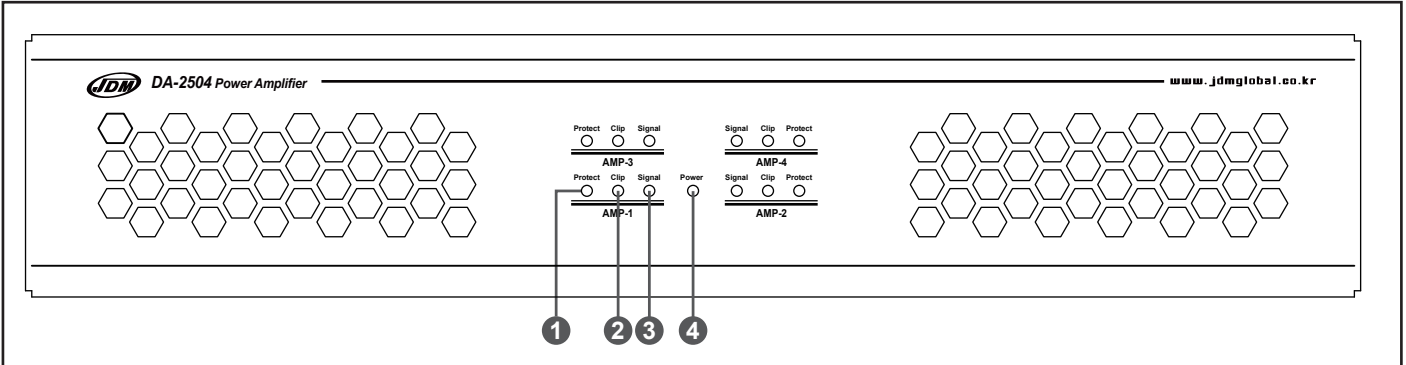 JDM DA-2504 Power Amplifier www.jdmglobal.co.kr
Protect Clip Signal Signal Clip Protect
AMP-3 AMP-4
Protect Clip Signal Power Signal Clip Protect
AMP-1 AMP-2
1 2 3 4